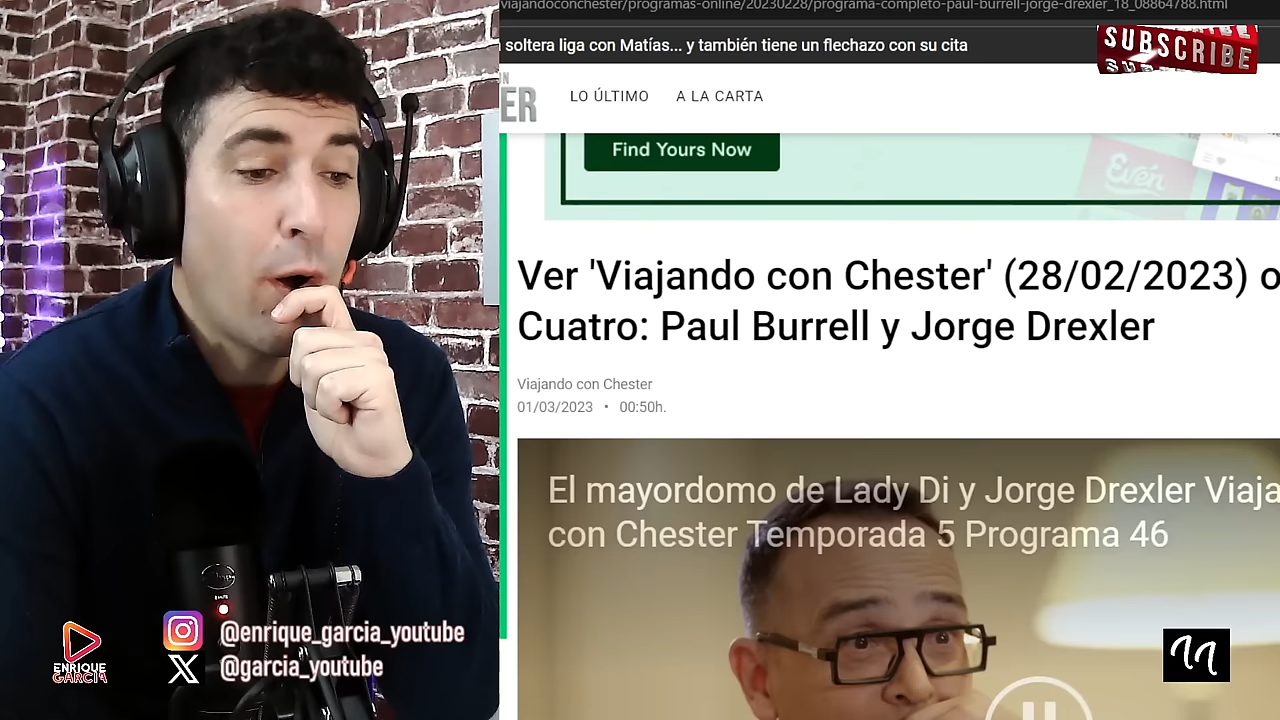 viajandoconchester/programas-online/20230228/programa-completo-paul-burrell-jorge-drexler_18_08864788.html
soltera liga con Matías... y también tiene un flechazo con su cita
SUBSCRIBE
ER
LO ÚLTIMO
A LA CARTA
Find Yours Now
Even
Ver 'Viajando con Chester' (28/02/2023) o
Cuatro: Paul Burrell y Jorge Drexler
Viajando con Chester
01/03/2023 • 00:50h.
El mayordomo de Lady Di y Jorge Drexler Viaja
con Chester Temporada 5 Programa 46
ENRIQUE
GARCIA
@enrique_garcia_youtube
@garcia_youtube